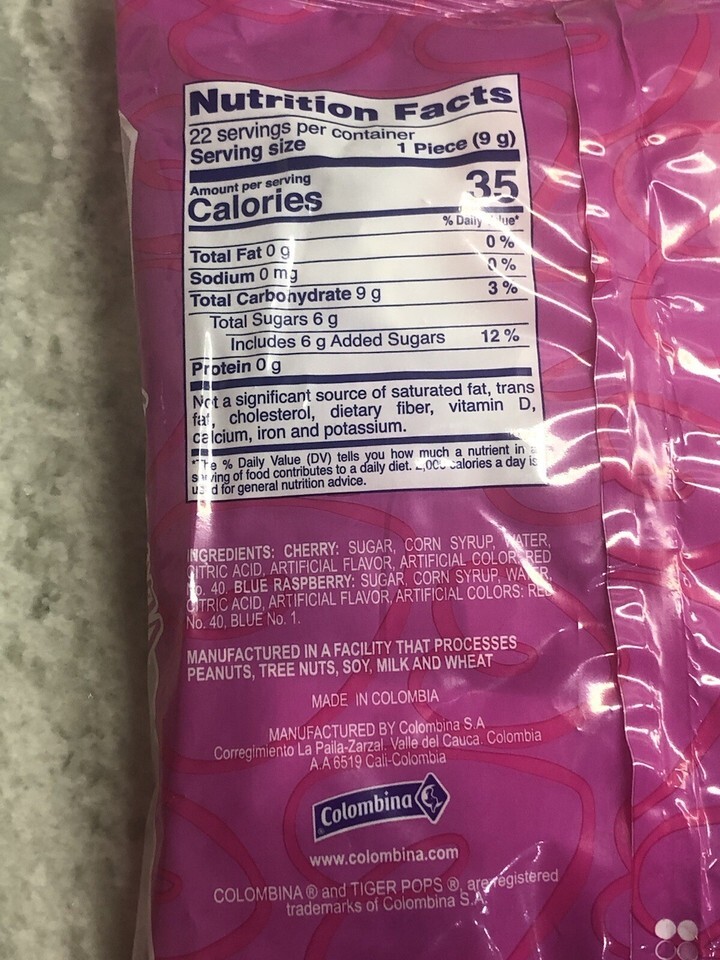 Nutrition Facts
22 servings per container
Serving size 1 Piece (9 g)
Amount per serving
Calories 35
% Daily Value*
Total Fat 0 g 0 %
Sodium 0 mg 0 %
Total Carbohydrate 9 g 3 %
Total Sugars 6 g
Includes 6 g Added Sugars 12 %
Protein 0 g
Not a significant source of saturated fat, trans
fat, cholesterol, dietary fiber, vitamin D,
calcium, iron and potassium.
*The % Daily Value (DV) tells you how much a nutrient in a
serving of food contributes to a daily diet. 2,000 calories a day is
used for general nutrition advice.
INGREDIENTS: CHERRY: SUGAR, CORN SYRUP, WATER,
CITRIC ACID, ARTIFICIAL FLAVOR, ARTIFICIAL COLOR: RED
No. 40. BLUE RASPBERRY: SUGAR, CORN SYRUP, WATER,
CITRIC ACID, ARTIFICIAL FLAVOR, ARTIFICIAL COLORS: RED
No. 40, BLUE No. 1.
MANUFACTURED IN A FACILITY THAT PROCESSES
PEANUTS, TREE NUTS, SOY, MILK AND WHEAT
MADE IN COLOMBIA
MANUFACTURED BY Colombina S.A
Corregimiento La Paila-Zarzal. Valle del Cauca. Colombia
A.A 6519 Cali-Colombia
Colombina
www.colombina.com
COLOMBINA ® and TIGER POPS ®, are registered
trademarks of Colombina S.A.